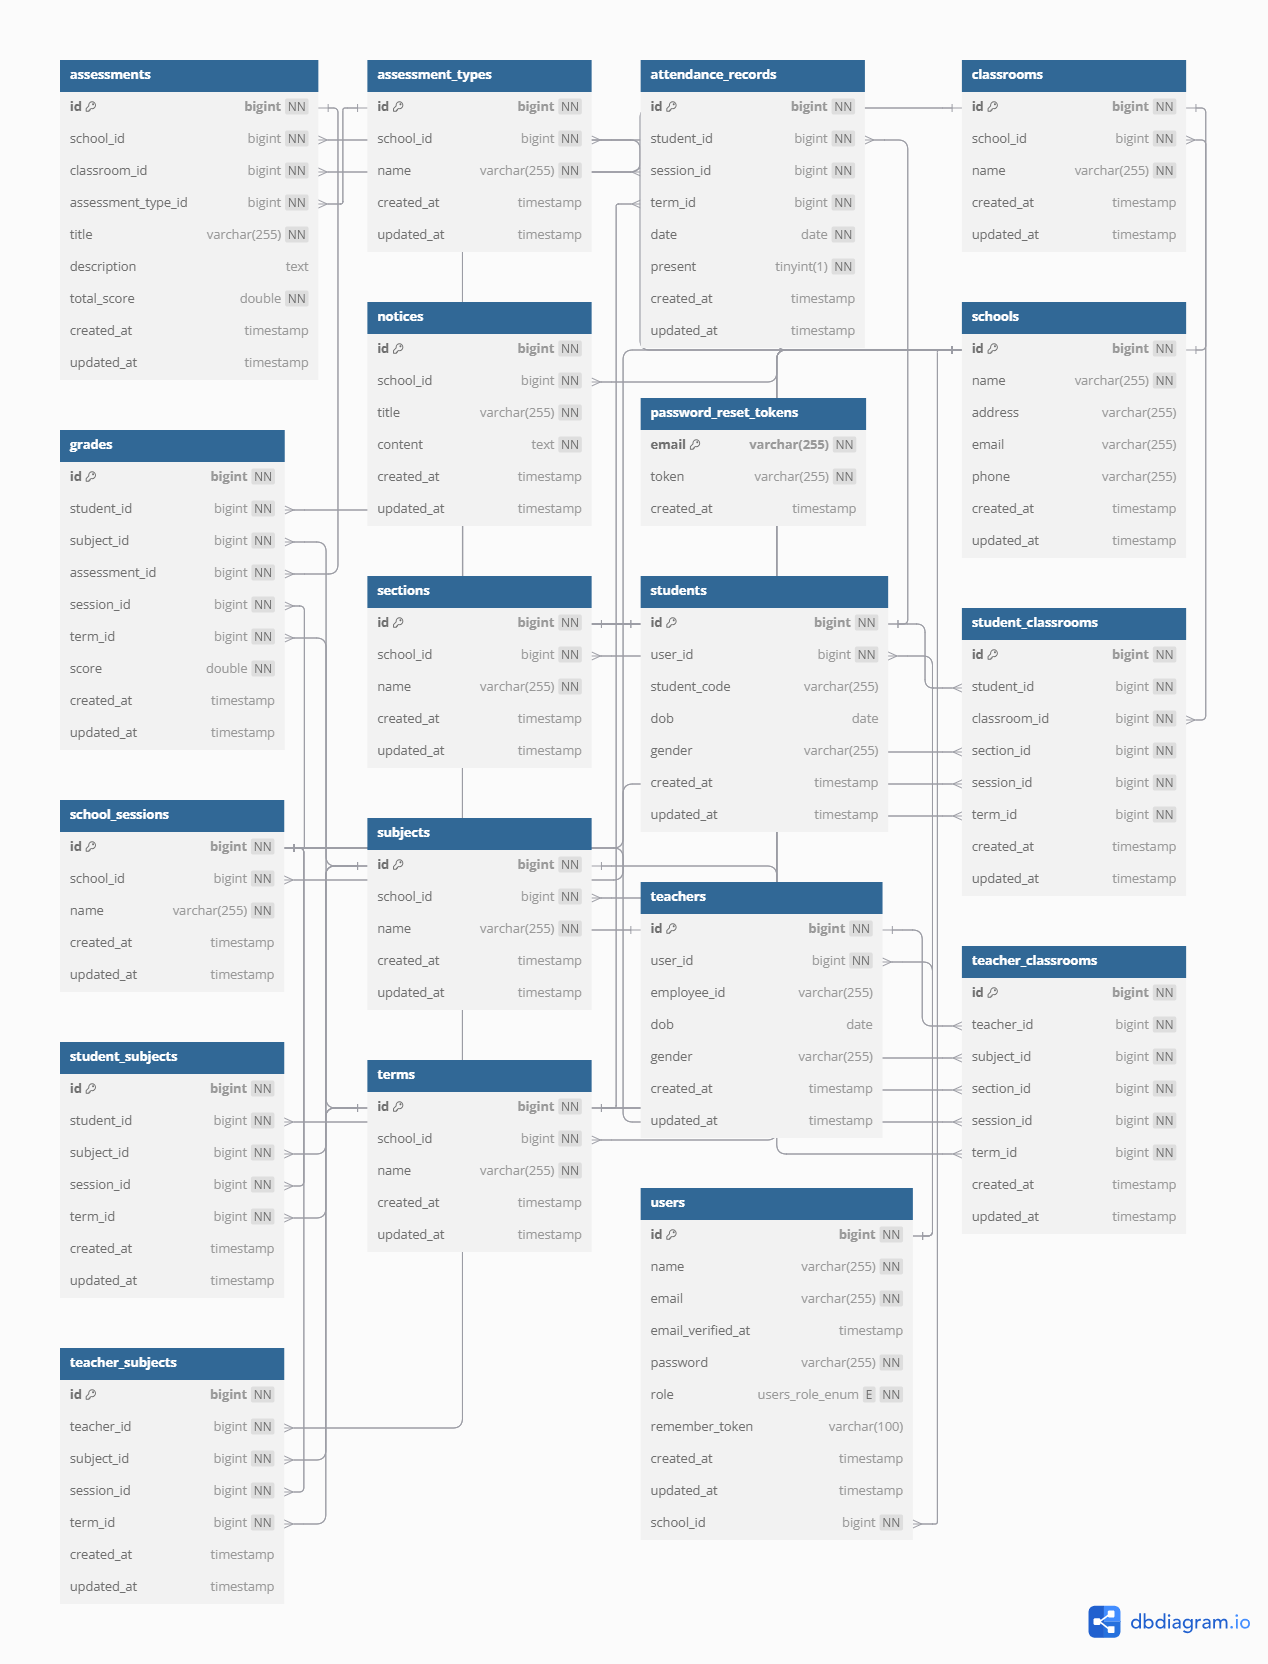 assessments
id bigint NN
school_id bigint NN
classroom_id bigint NN
assessment_type_id bigint NN
title varchar(255) NN
description text
total_score double NN
created_at timestamp
updated_at timestamp
grades
id bigint NN
student_id bigint NN
subject_id bigint NN
assessment_id bigint NN
session_id bigint NN
term_id bigint NN
score double NN
created_at timestamp
updated_at timestamp
school_sessions
id bigint NN
school_id bigint NN
name varchar(255) NN
created_at timestamp
updated_at timestamp
student_subjects
id bigint NN
student_id bigint NN
subject_id bigint NN
session_id bigint NN
term_id bigint NN
created_at timestamp
updated_at timestamp
teacher_subjects
id bigint NN
teacher_id bigint NN
subject_id bigint NN
session_id bigint NN
term_id bigint NN
created_at timestamp
updated_at timestamp
assessment_types
id bigint NN
school_id bigint NN
name varchar(255) NN
created_at timestamp
updated_at timestamp
notices
id bigint NN
school_id bigint NN
title varchar(255) NN
content text NN
created_at timestamp
updated_at timestamp
sections
id bigint NN
school_id bigint NN
name varchar(255) NN
created_at timestamp
updated_at timestamp
subjects
id bigint NN
school_id bigint NN
name varchar(255) NN
created_at timestamp
updated_at timestamp
terms
id bigint NN
school_id bigint NN
name varchar(255) NN
created_at timestamp
updated_at timestamp
attendance_records
id bigint NN
student_id bigint NN
session_id bigint NN
term_id bigint NN
date date NN
present tinyint(1) NN
created_at timestamp
updated_at timestamp
password_reset_tokens
email varchar(255) NN
token varchar(255) NN
created_at timestamp
students
id bigint NN
user_id bigint NN
student_code varchar(255)
dob date
gender varchar(255)
created_at timestamp
updated_at timestamp
teachers
id bigint NN
user_id bigint NN
employee_id varchar(255)
dob date
gender varchar(255)
created_at timestamp
updated_at timestamp
users
id bigint NN
name varchar(255) NN
email varchar(255) NN
email_verified_at timestamp
password varchar(255) NN
role users_role_enum E NN
remember_token varchar(100)
created_at timestamp
updated_at timestamp
school_id bigint NN
classrooms
id bigint NN
school_id bigint NN
name varchar(255) NN
created_at timestamp
updated_at timestamp
schools
id bigint NN
name varchar(255) NN
address varchar(255)
email varchar(255)
phone varchar(255)
created_at timestamp
updated_at timestamp
student_classrooms
id bigint NN
student_id bigint NN
classroom_id bigint NN
section_id bigint NN
session_id bigint NN
term_id bigint NN
created_at timestamp
updated_at timestamp
teacher_classrooms
id bigint NN
teacher_id bigint NN
subject_id bigint NN
section_id bigint NN
session_id bigint NN
term_id bigint NN
created_at timestamp
updated_at timestamp
dbdiagram.io